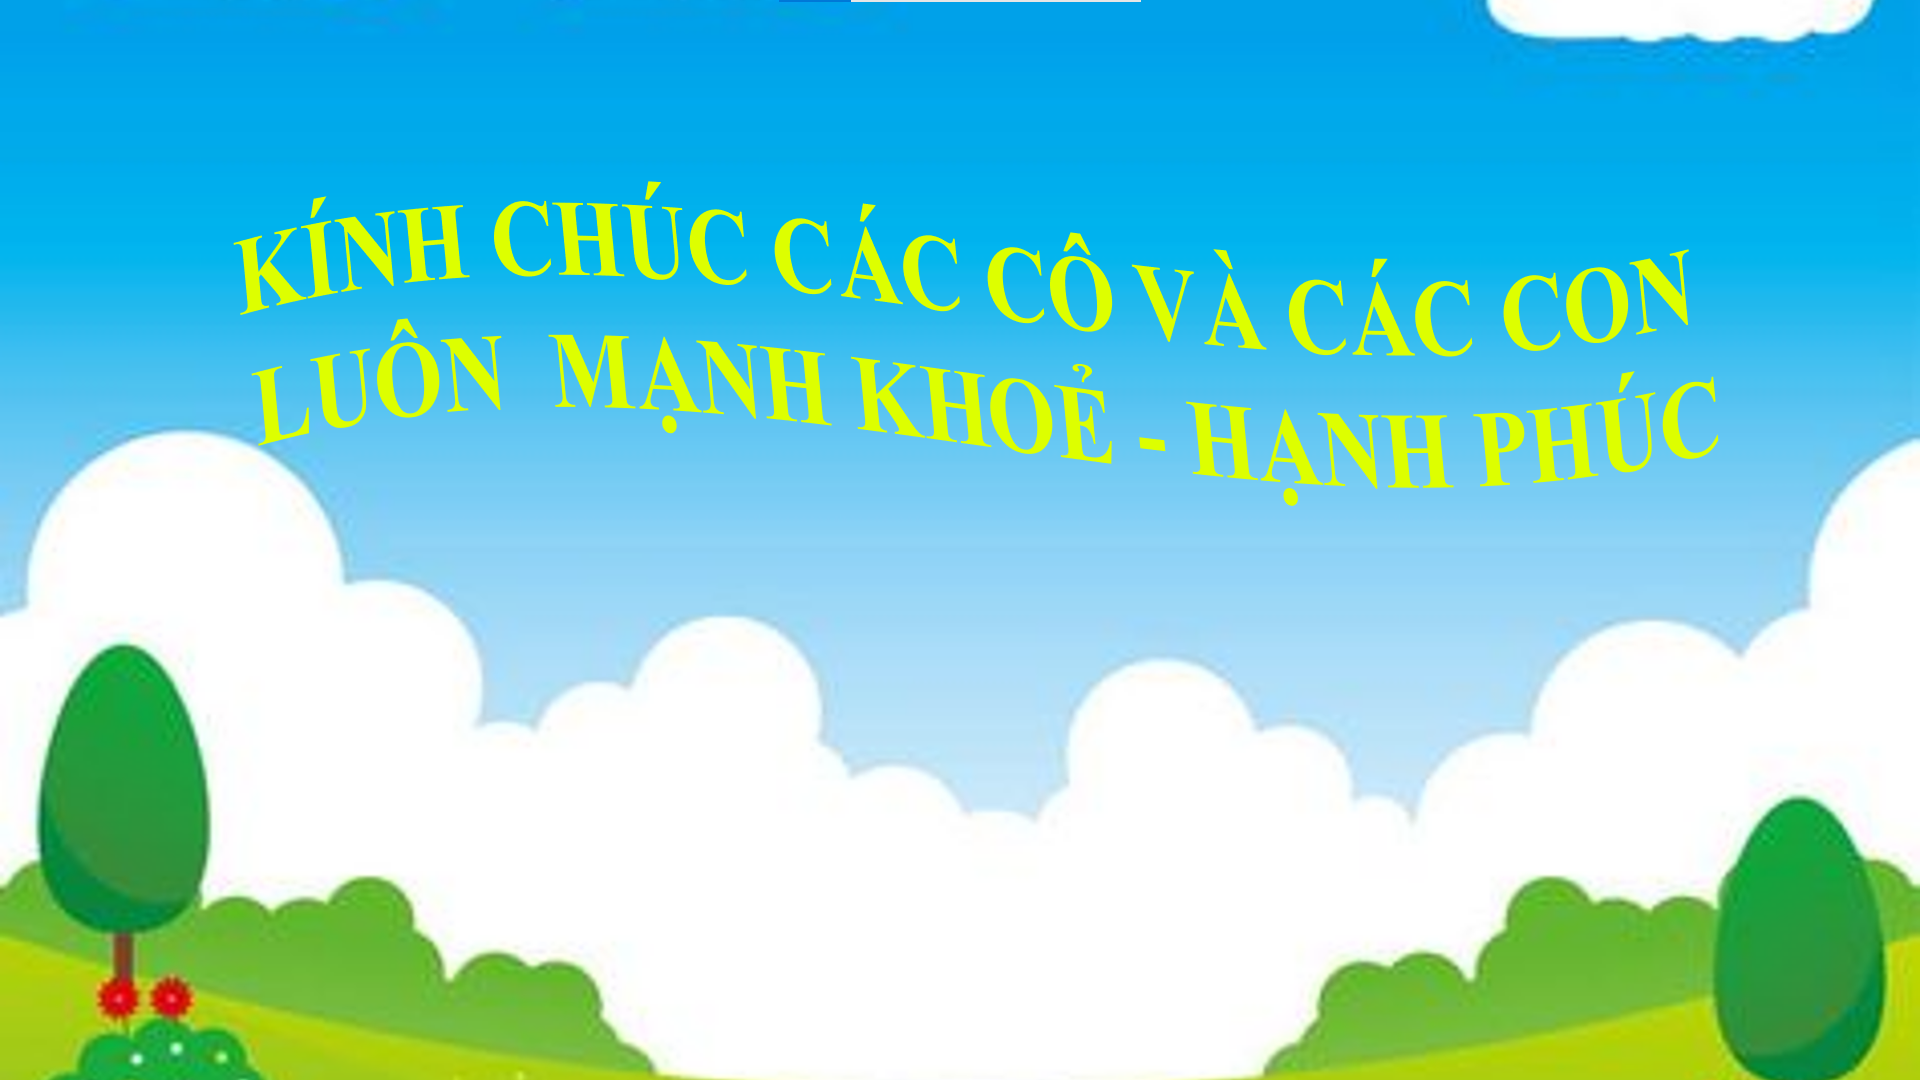 KÍNH CHÚC CÁC CÔ VÀ CÁC CON
LUÔN MẠNH KHOẺ - HẠNH PHÚC